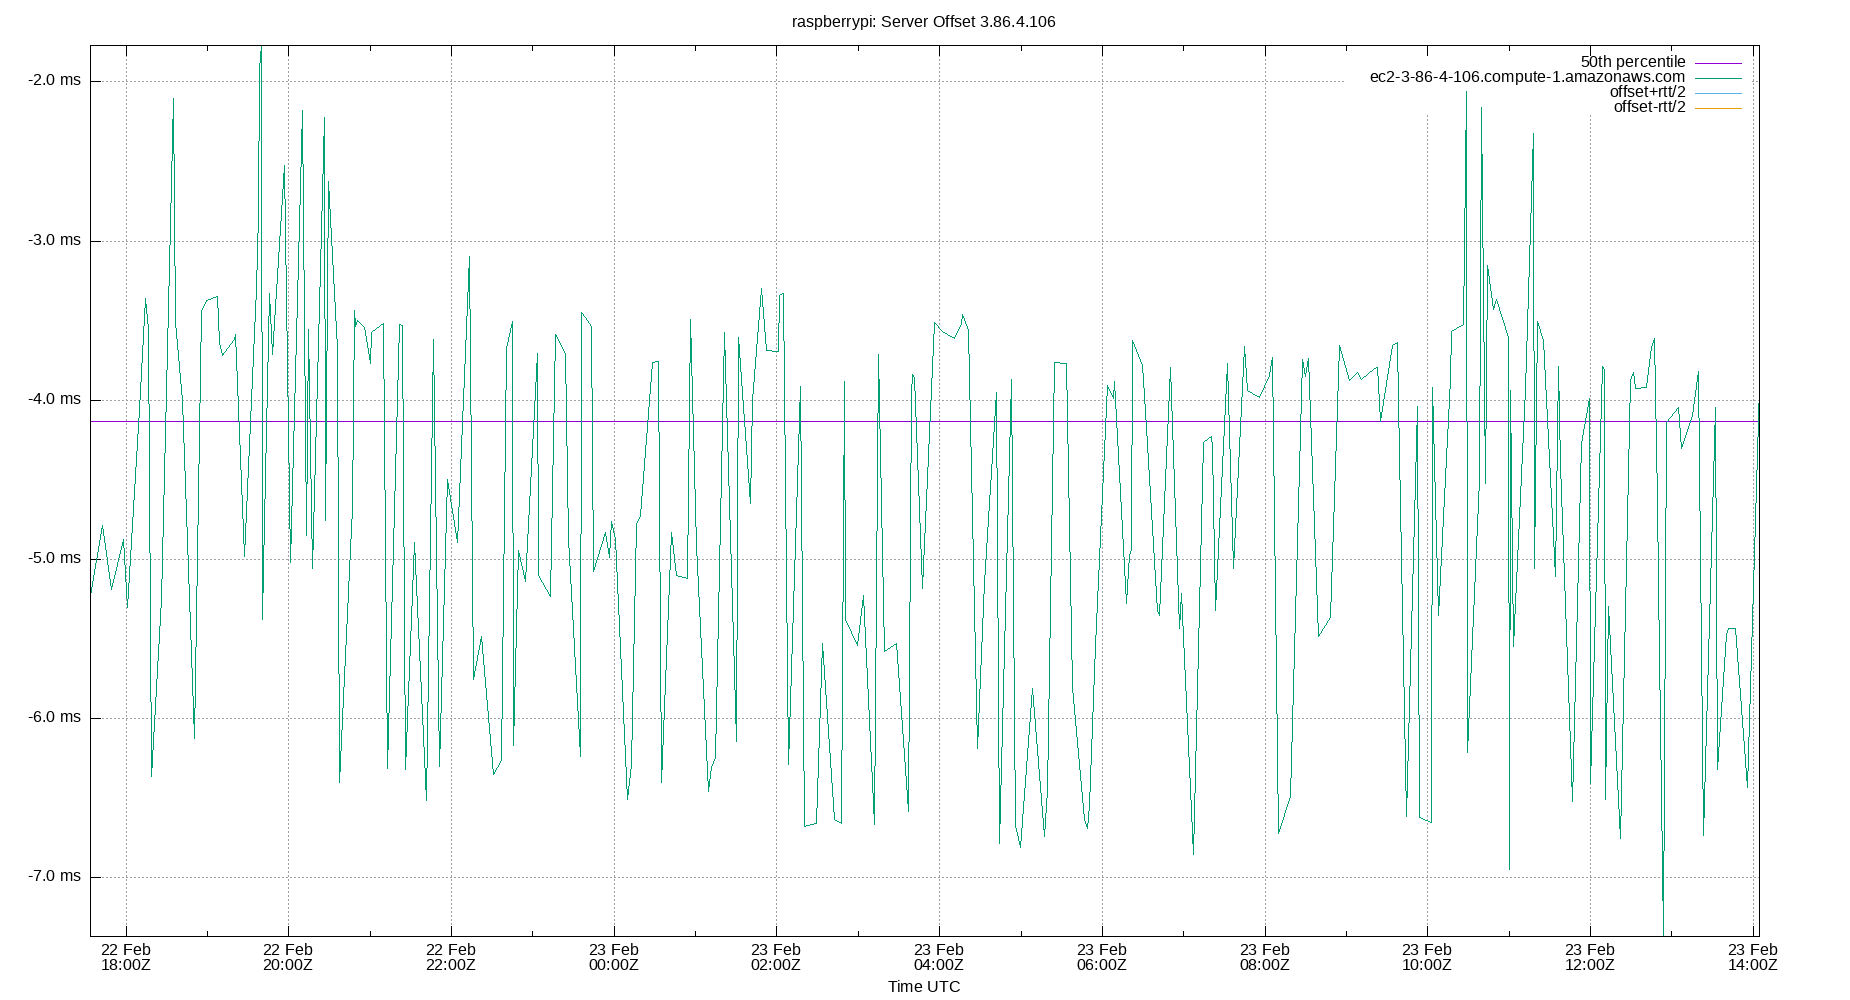 raspberrypi: Server Offset 3.86.4.106
50th percentile
ec2-3-86-4-106.compute-1.amazonaws.com
offset+rtt/2
offset-rtt/2
-2.0 ms
-3.0 ms
-4.0 ms
-5.0 ms
-6.0 ms
-7.0 ms
22 Feb 22 Feb 22 Feb 23 Feb 23 Feb 23 Feb 23 Feb 23 Feb 23 Feb 23 Feb 23 Feb
18:00Z 20:00Z 22:00Z 00:00Z 02:00Z 04:00Z 06:00Z 08:00Z 10:00Z 12:00Z 14:00Z
Time UTC